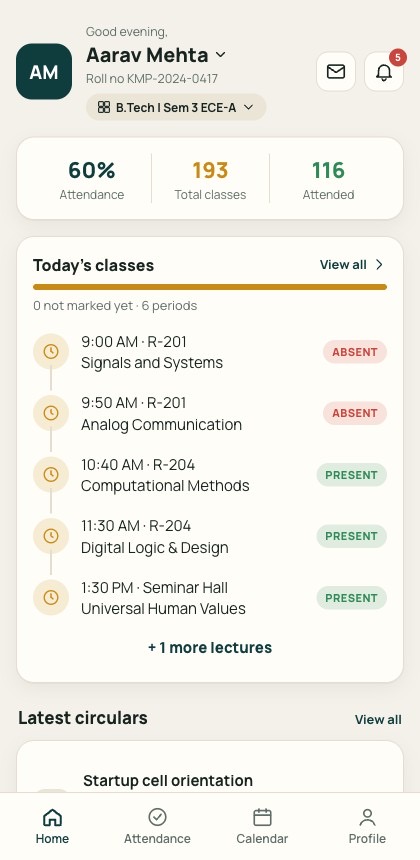 Good evening,
AM
Aarav Mehta
Roll no KMP-2024-0417
B.Tech I Sem 3 ECE-A
5
60%
Attendance
193
Total classes
116
Attended
Today's classes
View all
0 not marked yet · 6 periods
9:00 AM · R-201
Signals and Systems
ABSENT
9:50 AM · R-201
Analog Communication
ABSENT
10:40 AM · R-204
Computational Methods
PRESENT
11:30 AM · R-204
Digital Logic & Design
PRESENT
1:30 PM · Seminar Hall
Universal Human Values
PRESENT
+ 1 more lectures
Latest circulars
View all
Startup cell orientation
Home
Attendance
Calendar
Profile